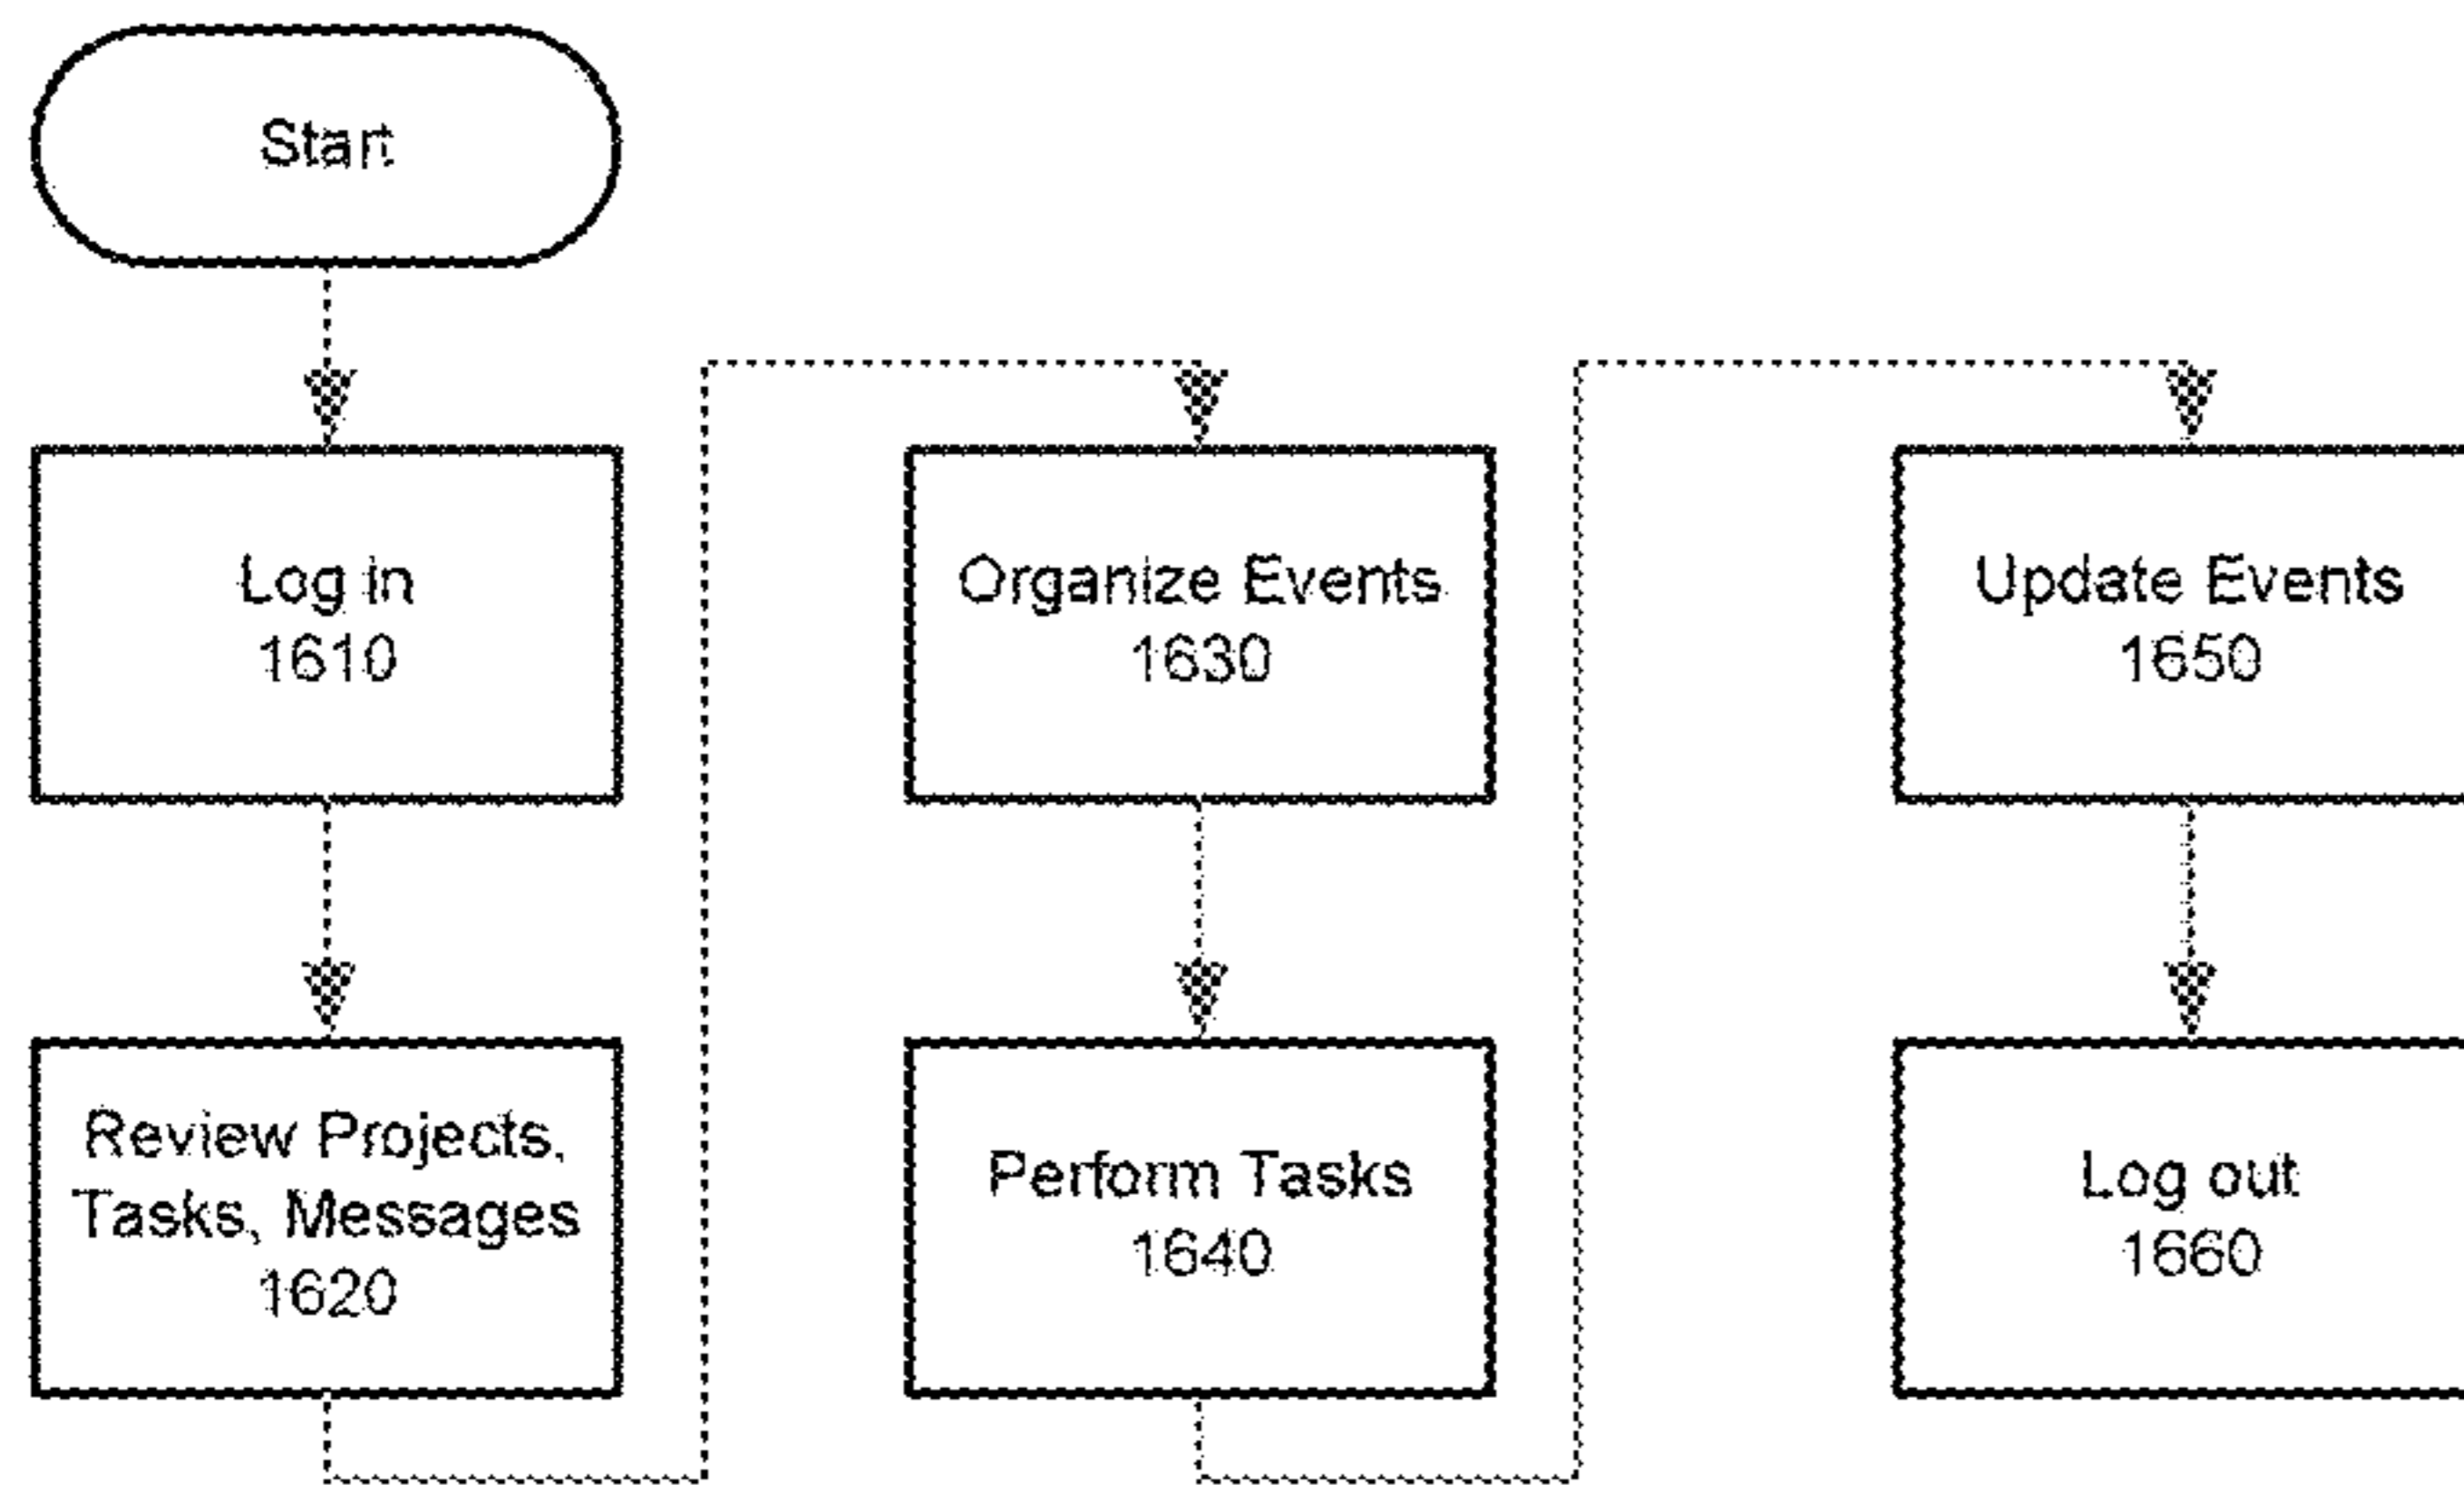 Start
Log in
1610
Review Projects,
Tasks, Messages
1620
Organize Events
1630
Perform Tasks
1640
Update Events
1650
Log out
1660